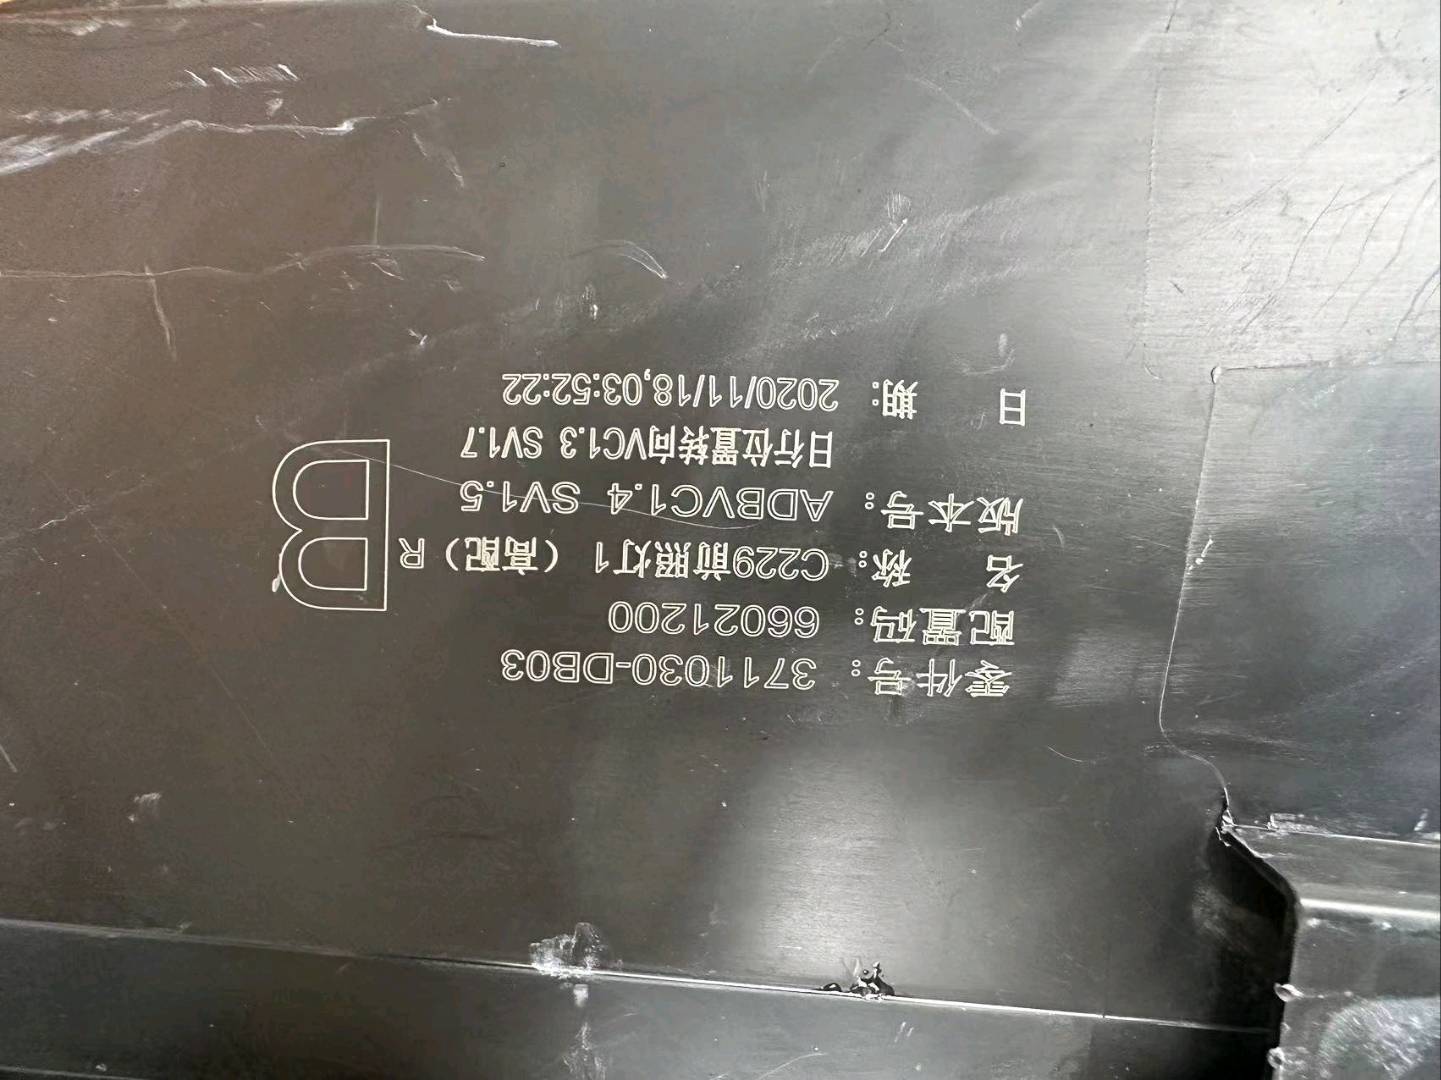 零件号：3711030-DB03
配置码：66021200
名 称：C229前照灯1（高配）R
版本号：ADBVC1.4 SV1.5
日行位置转向VC1.3 SV1.7
日 期：2020/11/18,03:52:22
B